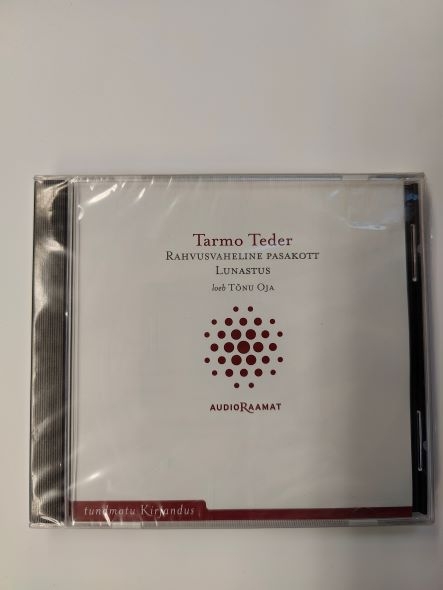 Tarmo Teder
Rahvusvaheline pasakott
Lunastus
loeb Tõnu Oja
AUDIORAAMAT
tundmatu Kirjandus